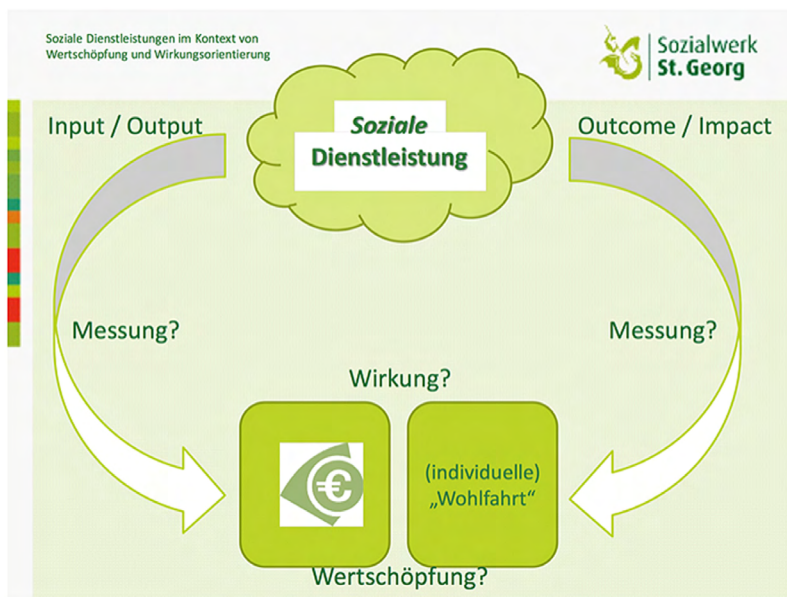 Soziale Dienstleistungen im Kontext von
Wertschöpfung und Wirkungsorientierung
Sozialwerk
St. Georg
Input / Output
Soziale
Dienstleistung
Outcome / Impact
Messung?
Messung?
Wirkung?
€
(individuelle)
„Wohlfahrt“
Wertschöpfung?